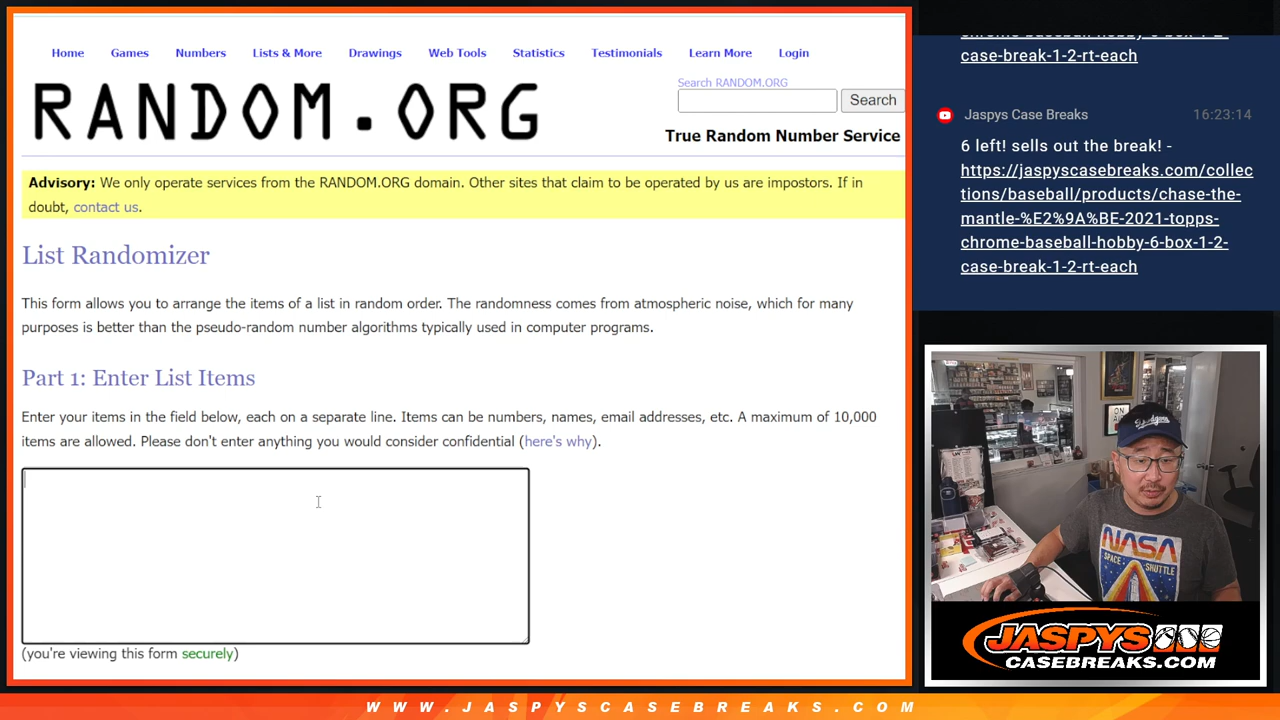 Home Games Numbers Lists & More Drawings Web Tools Statistics Testimonials Learn More Login
RANDOM.ORG
Search RANDOM.ORG
Search
True Random Number Service
Advisory: We only operate services from the RANDOM.ORG domain. Other sites that claim to be operated by us are impostors. If in
doubt, contact us.
List Randomizer
This form allows you to arrange the items of a list in random order. The randomness comes from atmospheric noise, which for many
purposes is better than the pseudo-random number algorithms typically used in computer programs.
Part 1: Enter List Items
Enter your items in the field below, each on a separate line. Items can be numbers, names, email addresses, etc. A maximum of 10,000
items are allowed. Please don't enter anything you would consider confidential (here's why).
(you're viewing this form securely)
chrome-baseball-hobby-6-box-1-2-
case-break-1-2-rt-each
Jaspys Case Breaks 16:23:14
6 left! sells out the break! -
https://jaspyscasebreaks.com/collec
tions/baseball/products/chase-the-
mantle-%E2%9A%BE-2021-topps-
chrome-baseball-hobby-6-box-1-2-
case-break-1-2-rt-each
ON
NASA
SPACE SHUTTLE
JASPYS
CASEBREAKS.COM
WWW.JASPYSCASEBREAKS.COM